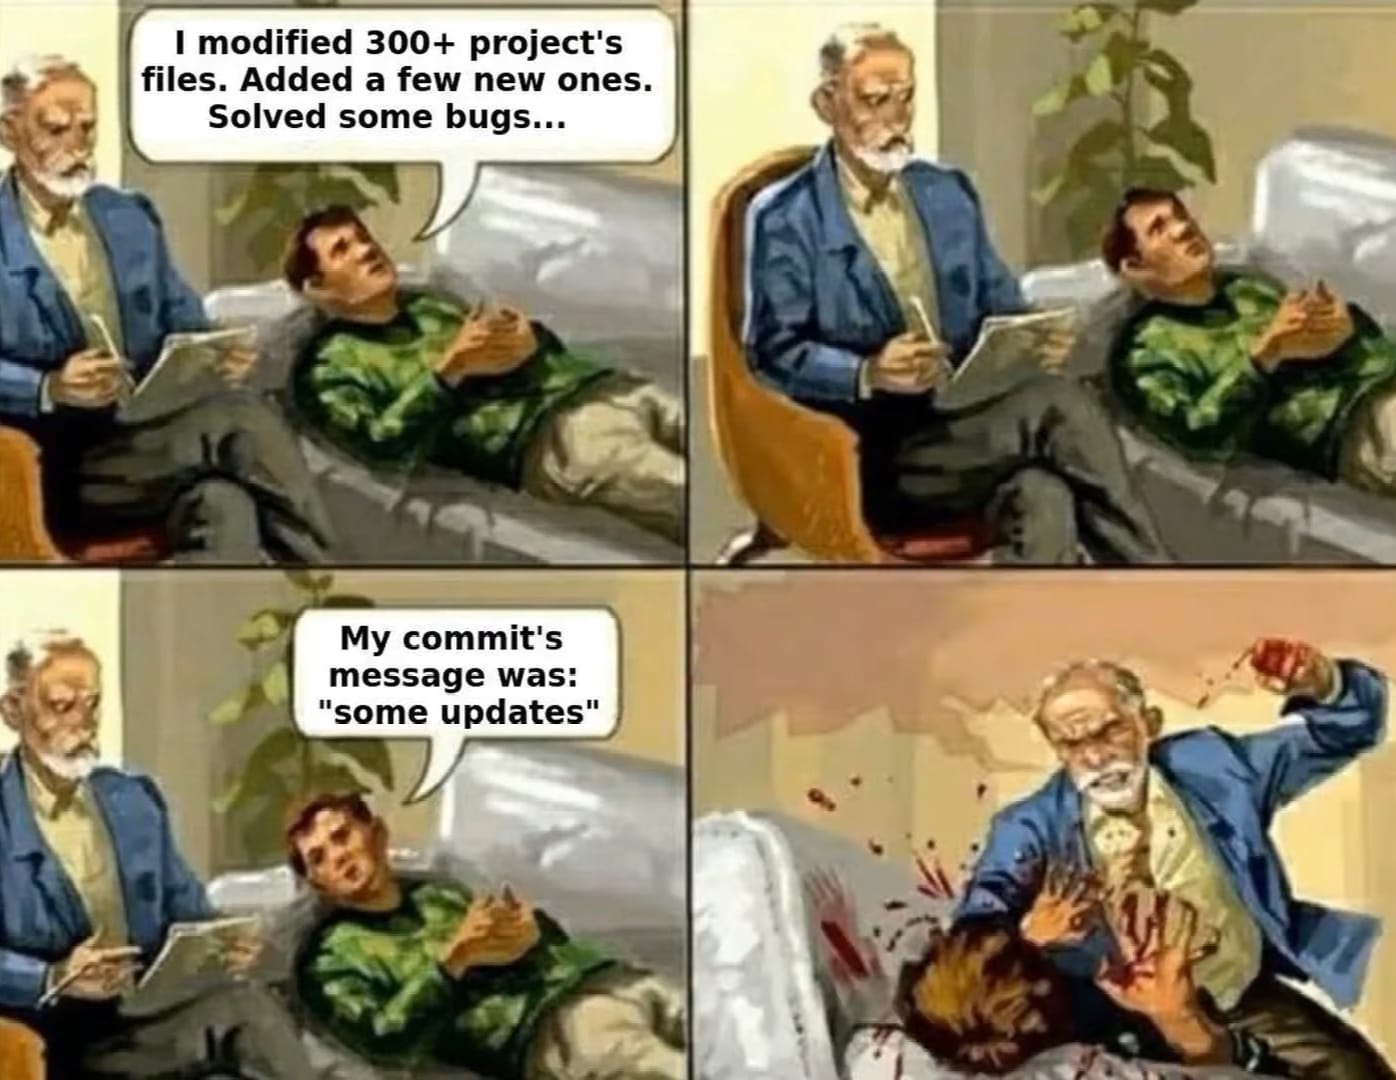 I modified 300+ project's
files. Added a few new ones.
Solved some bugs...
My commit's
message was:
"some updates"